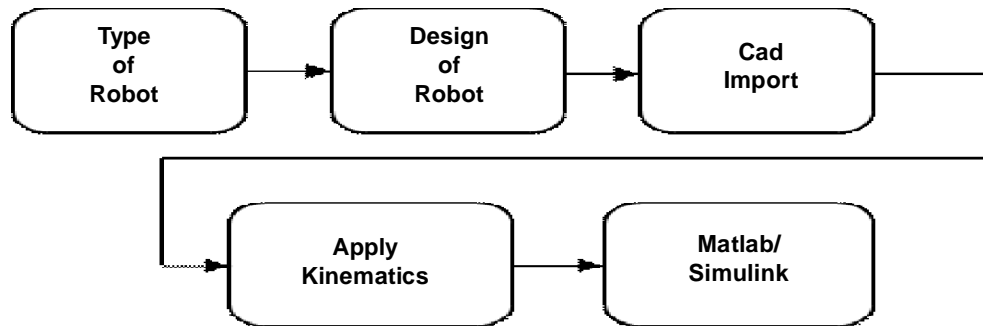 Type
of
Robot
Design
of
Robot
Cad
Import
Apply
Kinematics
Matlab/
Simulink